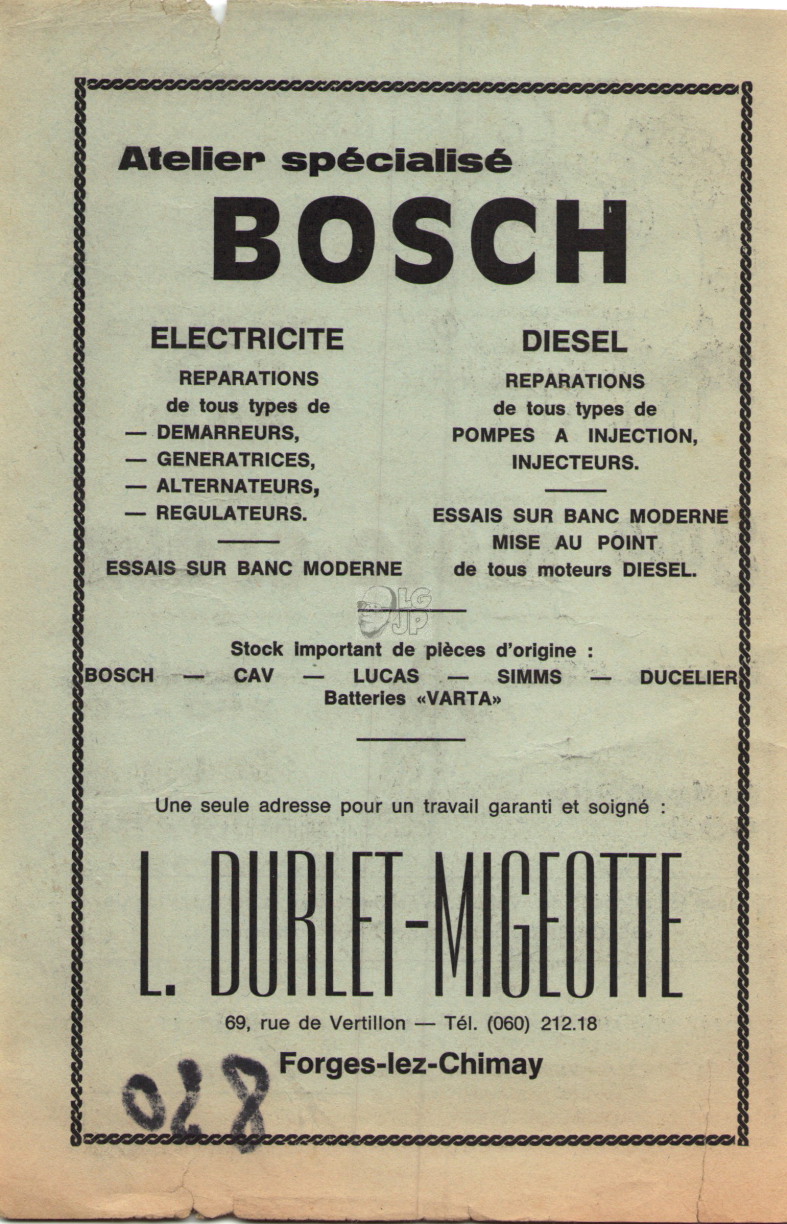 Atelier spécialisé
BOSCH
ELECTRICITE
REPARATIONS
de tous types de
— DEMARREURS,
— GENERATRICES,
— ALTERNATEURS,
— REGULATEURS.
ESSAIS SUR BANC MODERNE
DIESEL
REPARATIONS
de tous types de
POMPES A INJECTION,
INJECTEURS.
ESSAIS SUR BANC MODERNE
MISE AU POINT
de tous moteurs DIESEL.
LG
JP
Stock important de pièces d'origine :
BOSCH — CAV — LUCAS — SIMMS — DUCELIER
Batteries «VARTA»
Une seule adresse pour un travail garanti et soigné :
L. DURLET-MIGEOTTE
69, rue de Vertillon — Tél. (060) 212.18
Forges-lez-Chimay
028